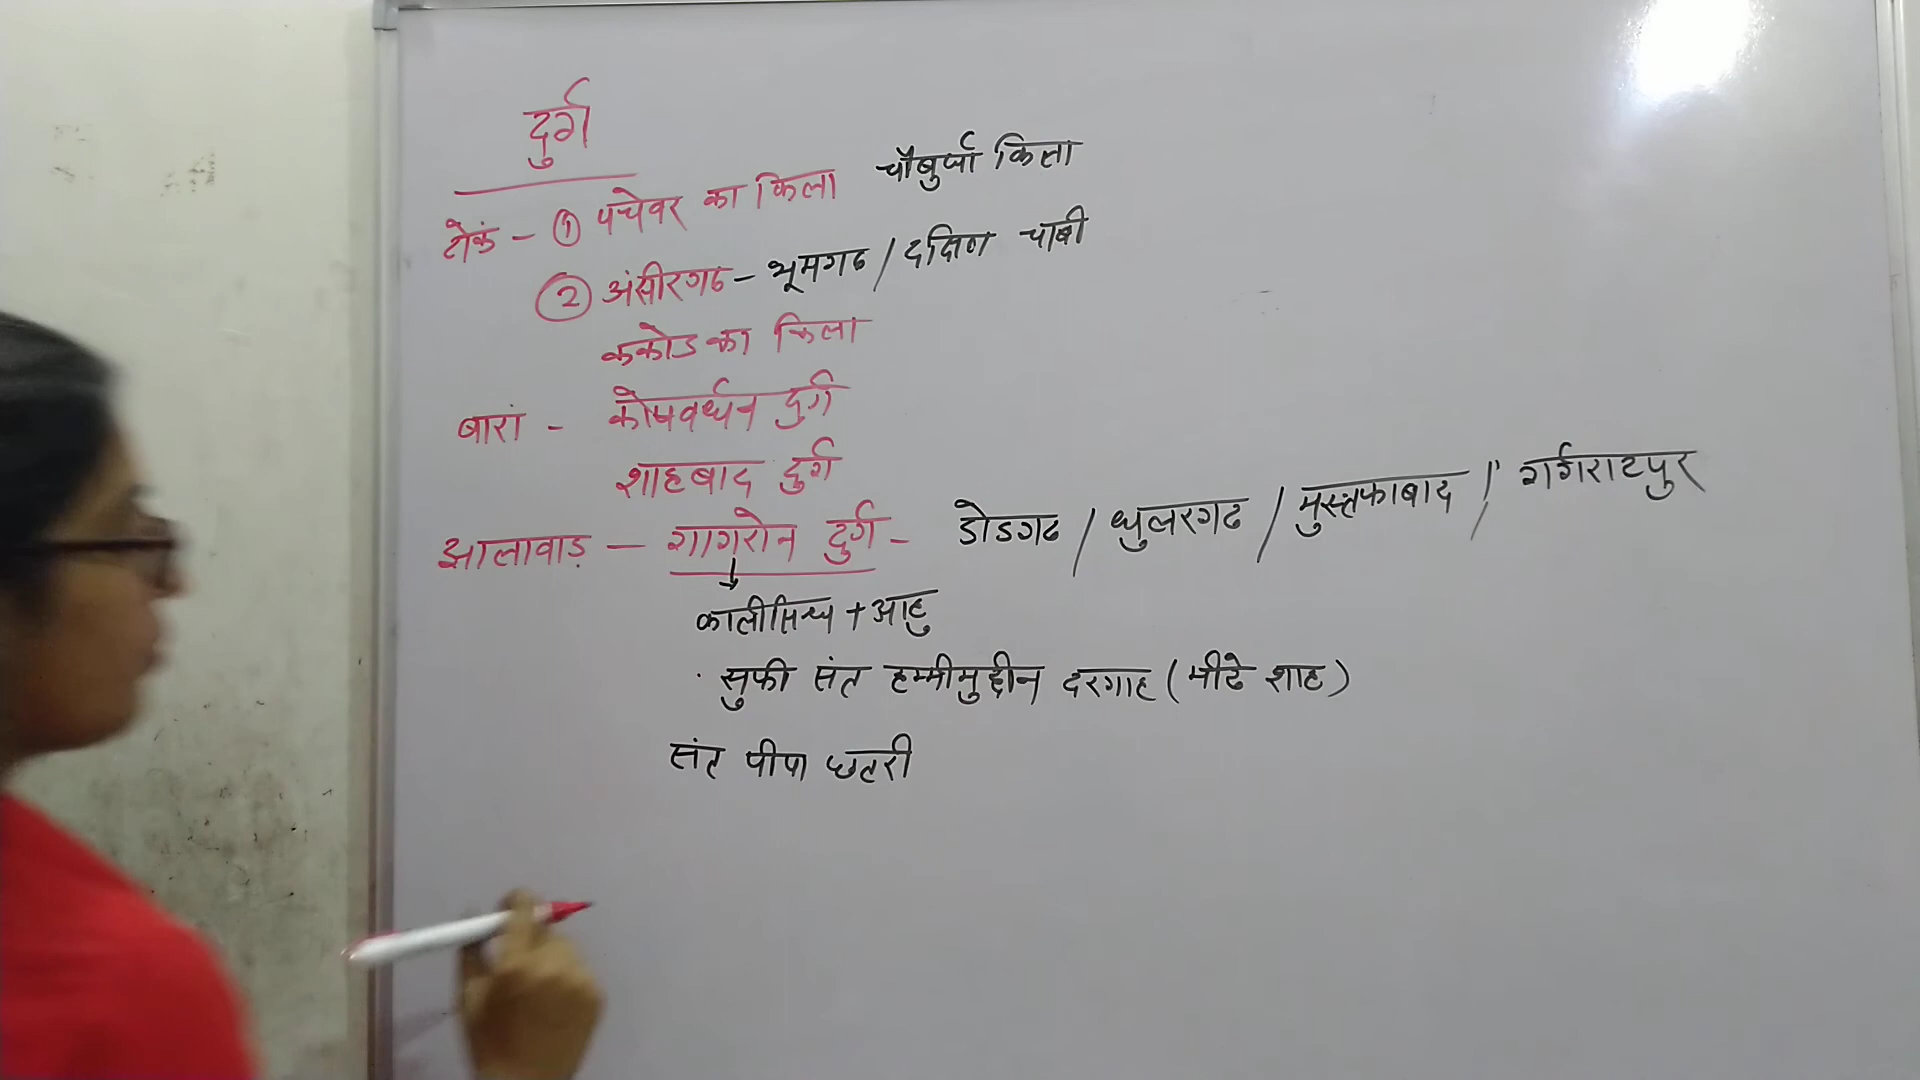 दुर्ग
टोकं - ① पचेवर का किला चौबुर्जा किला
② अंसीरगढ - भूमगढ / दक्षिण चाबी
ककोड का किला
बारां - कोषवर्धन दुर्ग
शाहबाद दुर्ग
झालावाड़ - गागरोन दुर्ग - डोडगढ / धुलरगढ / मुस्तफाबाद / गर्गराटपुर
कालीसिन्ध + आहु
· सुफी संत हम्मीमुद्दीन दरगाह (मीठे शाह)
संत पीपा छतरी